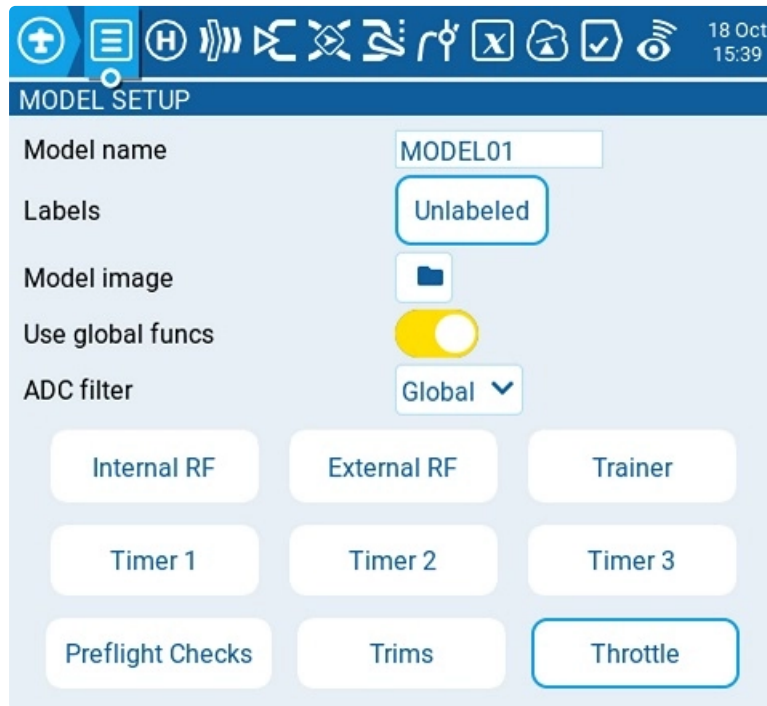 18 Oct
15:39
MODEL SETUP
Model name MODEL01
Labels Unlabeled
Model image
Use global funcs
ADC filter Global
Internal RF External RF Trainer
Timer 1 Timer 2 Timer 3
Preflight Checks Trims Throttle